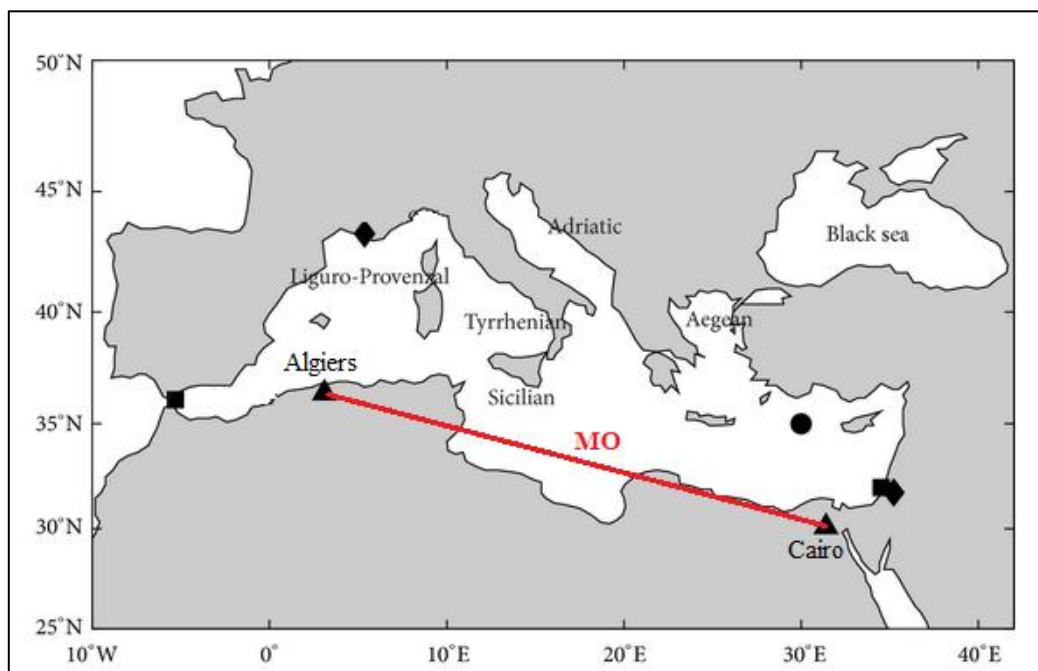 50°N
45°N
Adriatic
Black sea
Liguro-Provenzal
40°N
Tyrrhenian
Aegean
Algiers
Sicilian
35°N
MO
30°N
Cairo
25°N
10°W
0°
10°E
20°E
30°E
40°E